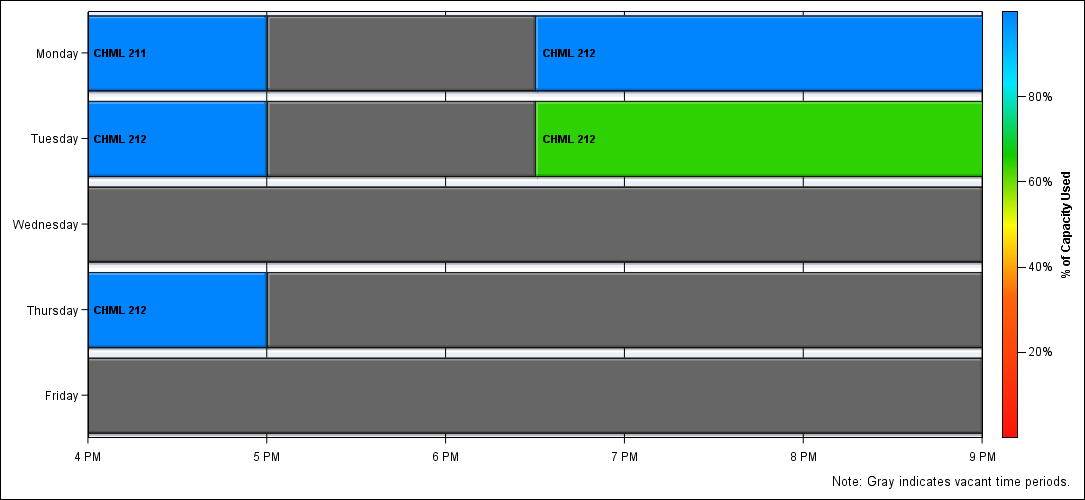 Monday
CHML 211
CHML 212
Tuesday
CHML 212
CHML 212
Wednesday
Thursday
CHML 212
Friday
4 PM
5 PM
6 PM
7 PM
8 PM
9 PM
80%
60%
40%
20%
% of Capacity Used
Note: Gray indicates vacant time periods.